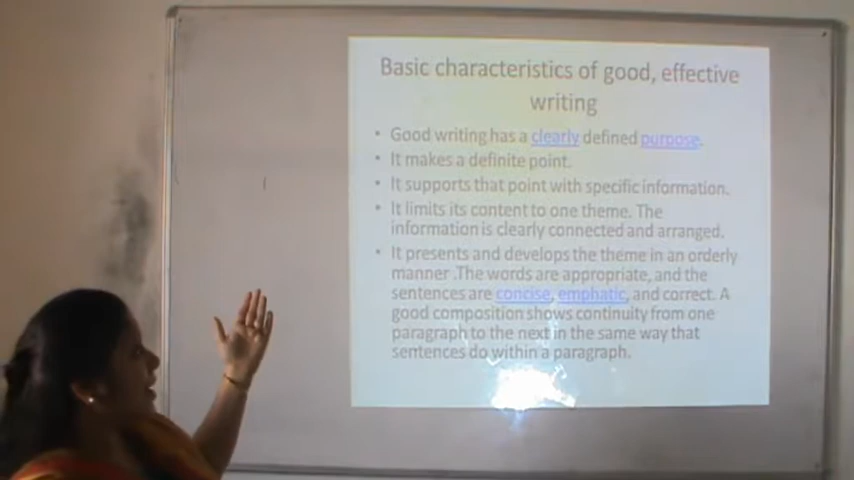 Basic characteristics of good, effective
writing
• Good writing has a clearly defined purpose.
• It makes a definite point.
• It supports that point with specific information.
• It limits its content to one theme. The
information is clearly connected and arranged.
• It presents and develops the theme in an orderly
manner .The words are appropriate, and the
sentences are concise, emphatic, and correct. A
good composition shows continuity from one
paragraph to the next in the same way that
sentences do within a paragraph.